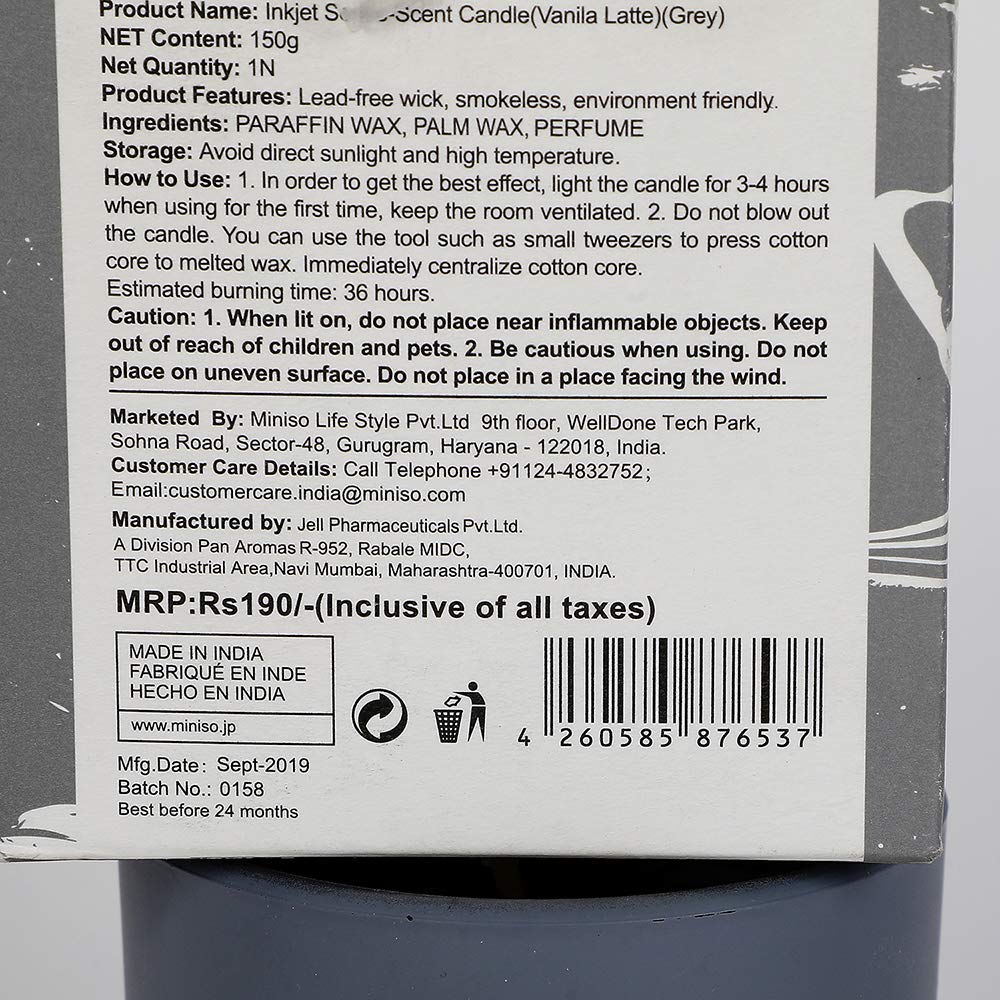 Product Name: Inkjet Scent Candle(Vanila Latte)(Grey)
NET Content: 150g
Net Quantity: 1N
Product Features: Lead-free wick, smokeless, environment friendly.
Ingredients: PARAFFIN WAX, PALM WAX, PERFUME
Storage: Avoid direct sunlight and high temperature.
How to Use: 1. In order to get the best effect, light the candle for 3-4 hours
when using for the first time, keep the room ventilated. 2. Do not blow out
the candle. You can use the tool such as small tweezers to press cotton
core to melted wax. Immediately centralize cotton core.
Estimated burning time: 36 hours.
Caution: 1. When lit on, do not place near inflammable objects. Keep
out of reach of children and pets. 2. Be cautious when using. Do not
place on uneven surface. Do not place in a place facing the wind.
Marketed By: Miniso Life Style Pvt.Ltd 9th floor, WellDone Tech Park,
Sohna Road, Sector-48, Gurugram, Haryana - 122018, India.
Customer Care Details: Call Telephone +91124-4832752;
Email:customercare.india@miniso.com
Manufactured by: Jell Pharmaceuticals Pvt.Ltd.
A Division Pan Aromas R-952, Rabale MIDC,
TTC Industrial Area,Navi Mumbai, Maharashtra-400701, INDIA.
MRP:Rs190/-(Inclusive of all taxes)
MADE IN INDIA
FABRIQUÉ EN INDE
HECHO EN INDIA
www.miniso.jp
4 260585 876537
Mfg.Date: Sept-2019
Batch No.: 0158
Best before 24 months